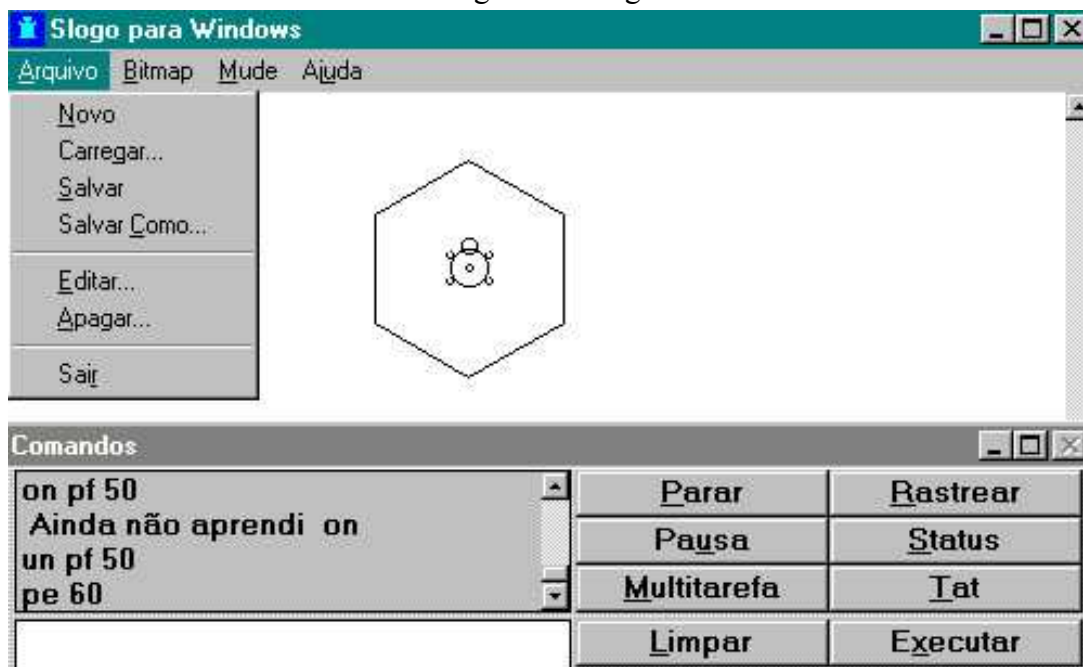 Slogo para Windows
Arquivo Bitmap Mude Ajuda
Novo
Carregar...
Salvar
Salvar Como...
Editar...
Apagar...
Sair
Comandos
on pf 50
Ainda não aprendi on
un pf 50
pe 60
Parar Rastrear
Pausa Status
Multitarefa Tat
Limpar Executar